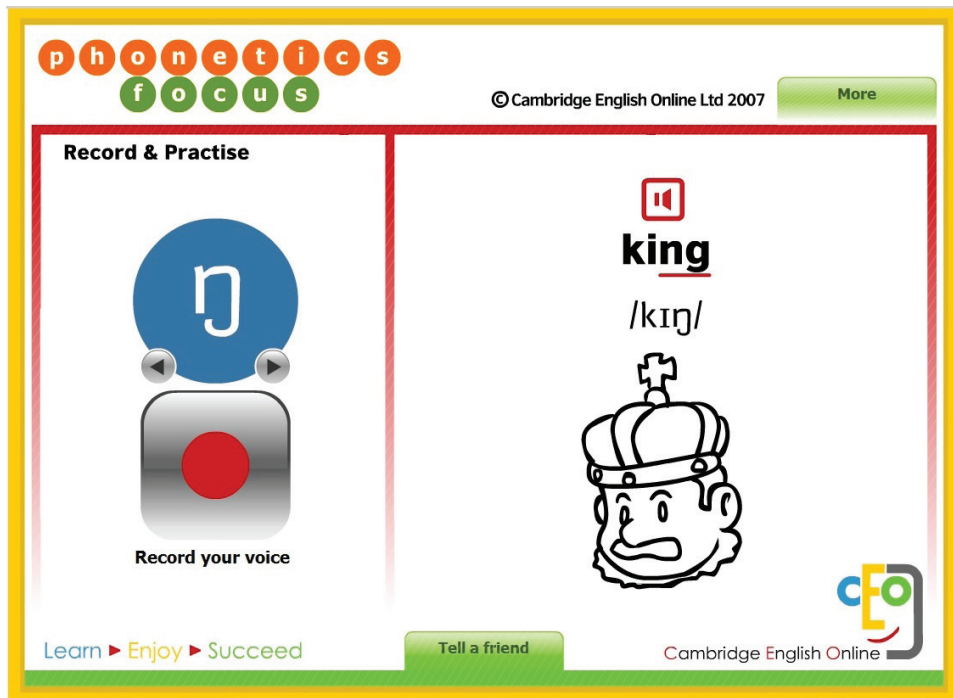 phonetics
focus
© Cambridge English Online Ltd 2007
More
Record & Practise
ŋ
Record your voice
king
/kɪŋ/
Learn ▶ Enjoy ▶ Succeed
Tell a friend
CEO
Cambridge English Online